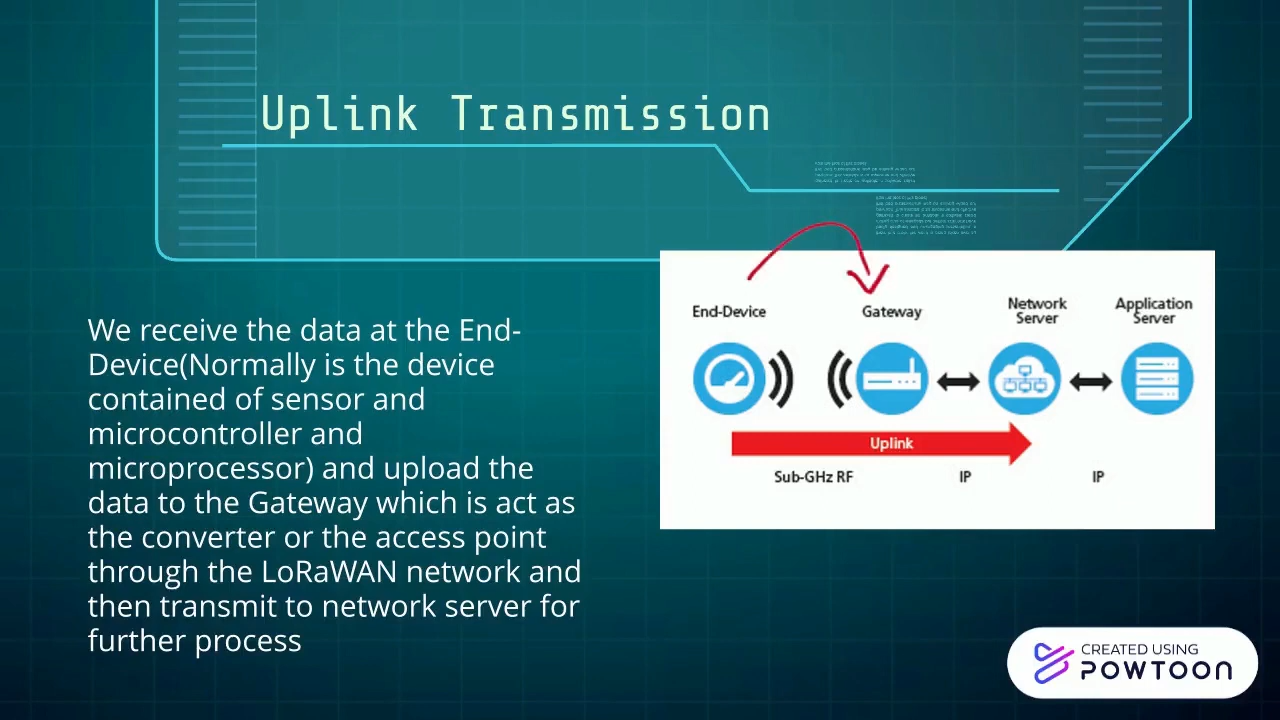 Uplink Transmission
We receive the data at the End-
Device(Normally is the device
contained of sensor and
microcontroller and
microprocessor) and upload the
data to the Gateway which is act as
the converter or the access point
through the LoRaWAN network and
then transmit to network server for
further process
End-Device
Gateway
Network
Server
Application
Server
Uplink
Sub-GHz RF
IP
IP
CREATED USING
POWTOON